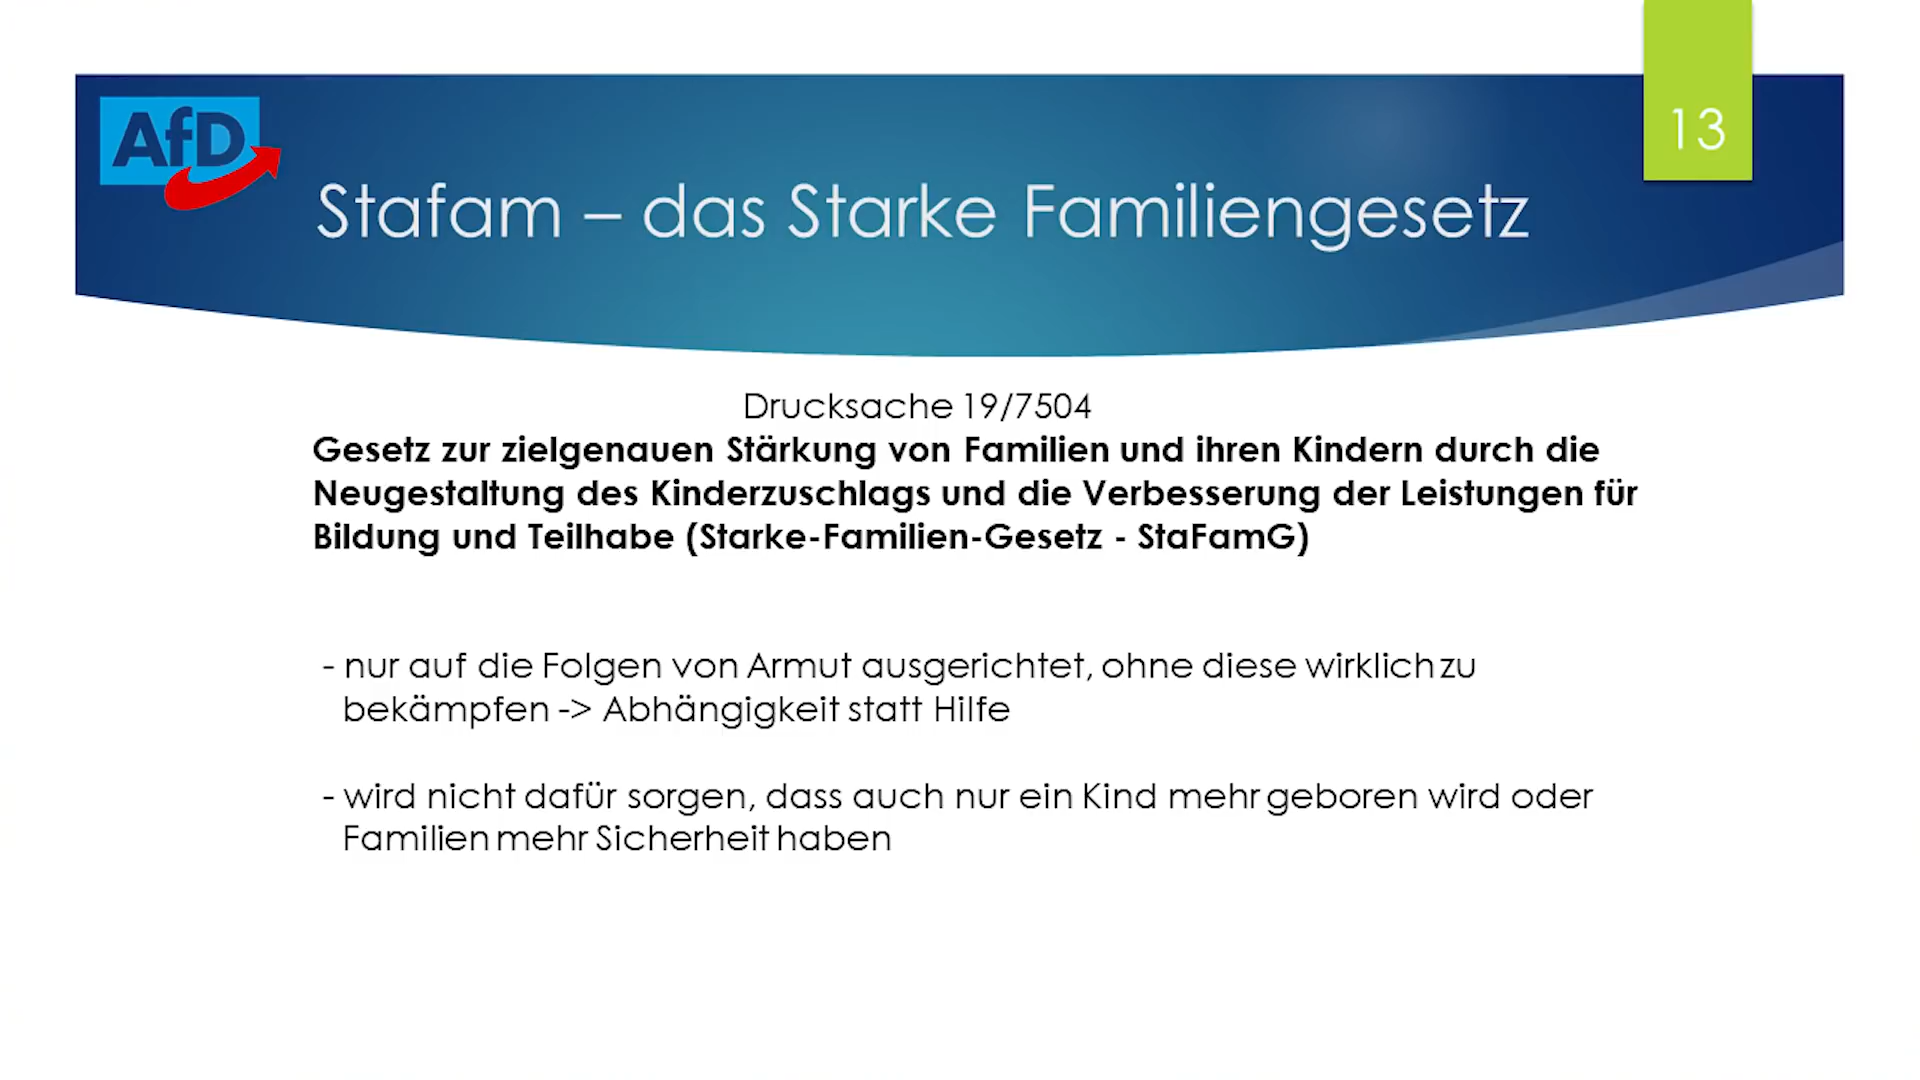 AfD
13
Stafam – das Starke Familiengesetz
Drucksache 19/7504
Gesetz zur zielgenauen Stärkung von Familien und ihren Kindern durch die
Neugestaltung des Kinderzuschlags und die Verbesserung der Leistungen für
Bildung und Teilhabe (Starke-Familien-Gesetz - StaFamG)
- nur auf die Folgen von Armut ausgerichtet, ohne diese wirklich zu
bekämpfen -> Abhängigkeit statt Hilfe
- wird nicht dafür sorgen, dass auch nur ein Kind mehr geboren wird oder
Familien mehr Sicherheit haben